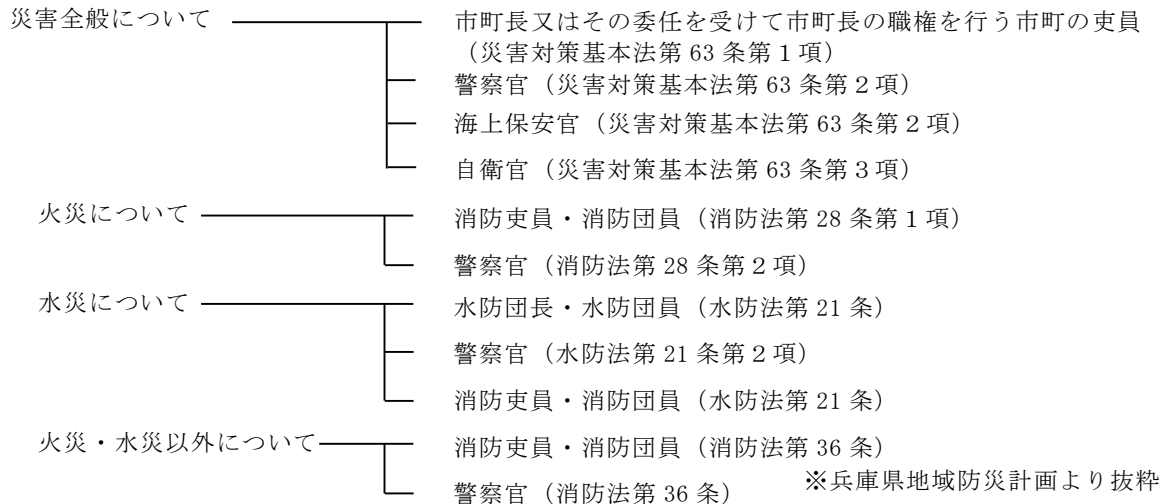 災害全般について
市町長又はその委任を受けて市町長の職権を行う市町の吏員
（災害対策基本法第 63 条第１項）
警察官（災害対策基本法第 63 条第２項）
海上保安官（災害対策基本法第 63 条第２項）
自衛官（災害対策基本法第 63 条第３項）
火災について
消防吏員・消防団員（消防法第 28 条第１項）
警察官（消防法第 28 条第２項）
水災について
水防団長・水防団員（水防法第 21 条）
警察官（水防法第 21 条第２項）
消防吏員・消防団員（水防法第 21 条）
火災・水災以外について
消防吏員・消防団員（消防法第 36 条）
警察官（消防法第 36 条）
※兵庫県地域防災計画より抜粋